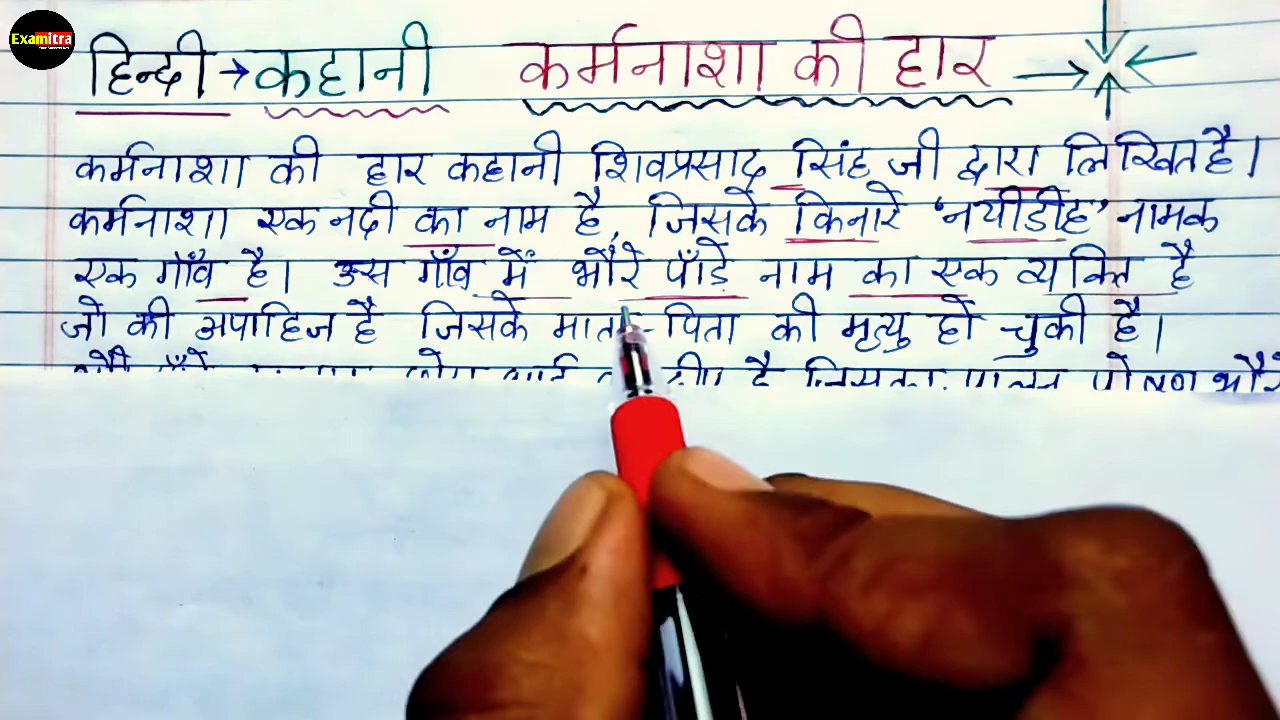 Examitra
हिन्दी → कहानी कर्मनाशा की हार
कर्मनाशा की हार कहानी शिवप्रसाद सिंह जी द्वारा लिखित है।
कर्मनाशा एक नदी का नाम है, जिसके किनारे 'नयीडीह' नामक
एक गाँव है। उस गाँव में भैरो पाँड़े नाम का एक व्यक्ति है
जो की अपाहिज है जिसके माता-पिता की मृत्यु हो चुकी है।